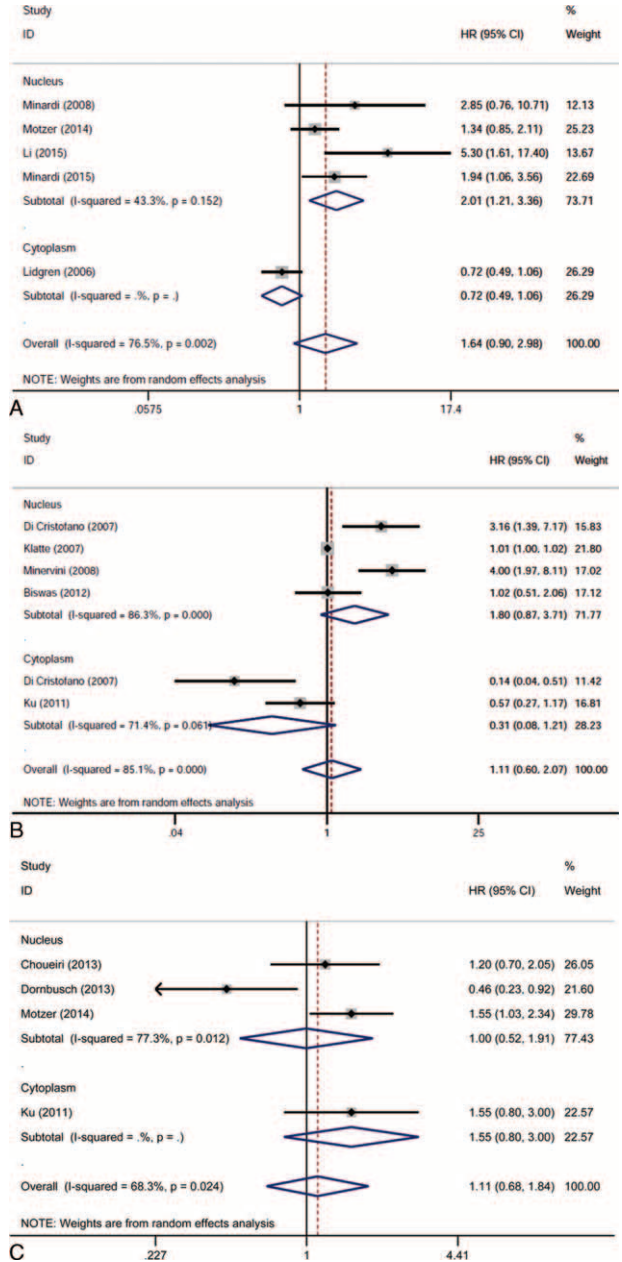 Study %
ID HR (95% CI) Weight
Nucleus
Minardi (2008) 2.85 (0.76, 10.71) 12.13
Motzer (2014) 1.34 (0.85, 2.11) 25.23
Li (2015) 5.30 (1.61, 17.40) 13.67
Minardi (2015) 1.94 (1.06, 3.56) 22.69
Subtotal (I-squared = 43.3%, p = 0.152) 2.01 (1.21, 3.36) 73.71
.
Cytoplasm
Lidgren (2006) 0.72 (0.49, 1.06) 26.29
Subtotal (I-squared = .%, p = .) 0.72 (0.49, 1.06) 26.29
.
Overall (I-squared = 76.5%, p = 0.002) 1.64 (0.90, 2.98) 100.00
NOTE: Weights are from random effects analysis
A
.0575 1 17.4
Study %
ID HR (95% CI) Weight
Nucleus
Di Cristofano (2007) 3.16 (1.39, 7.17) 15.83
Klatte (2007) 1.01 (1.00, 1.02) 21.80
Minervini (2008) 4.00 (1.97, 8.11) 17.02
Biswas (2012) 1.02 (0.51, 2.06) 17.12
Subtotal (I-squared = 86.3%, p = 0.000) 1.80 (0.87, 3.71) 71.77
.
Cytoplasm
Di Cristofano (2007) 0.14 (0.04, 0.51) 11.42
Ku (2011) 0.57 (0.27, 1.17) 16.81
Subtotal (I-squared = 71.4%, p = 0.061) 0.31 (0.08, 1.21) 28.23
.
Overall (I-squared = 85.1%, p = 0.000) 1.11 (0.60, 2.07) 100.00
NOTE: Weights are from random effects analysis
B
.04 1 25
Study %
ID HR (95% CI) Weight
Nucleus
Choueiri (2013) 1.20 (0.70, 2.05) 26.05
Dornbusch (2013) 0.46 (0.23, 0.92) 21.60
Motzer (2014) 1.55 (1.03, 2.34) 29.78
Subtotal (I-squared = 77.3%, p = 0.012) 1.00 (0.52, 1.91) 77.43
.
Cytoplasm
Ku (2011) 1.55 (0.80, 3.00) 22.57
Subtotal (I-squared = .%, p = .) 1.55 (0.80, 3.00) 22.57
.
Overall (I-squared = 68.3%, p = 0.024) 1.11 (0.68, 1.84) 100.00
NOTE: Weights are from random effects analysis
C
.227 1 4.41